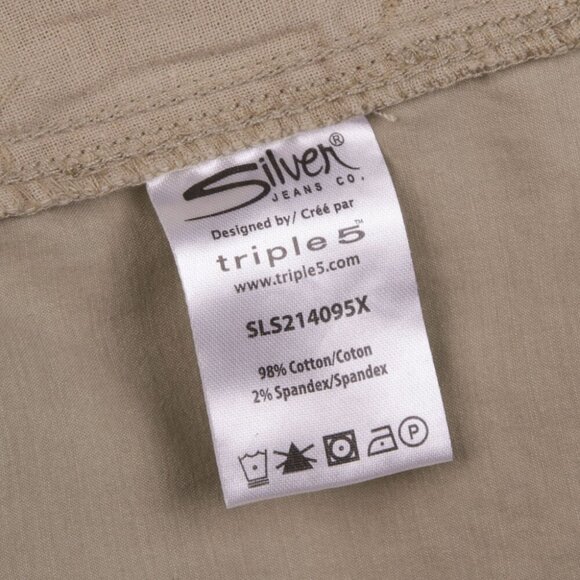 Silver®
JEANS CO.
Designed by/ Créé par
triple5™
www.triple5.com
SLS214095X
98% Cotton/Coton
2% Spandex/Spandex
P